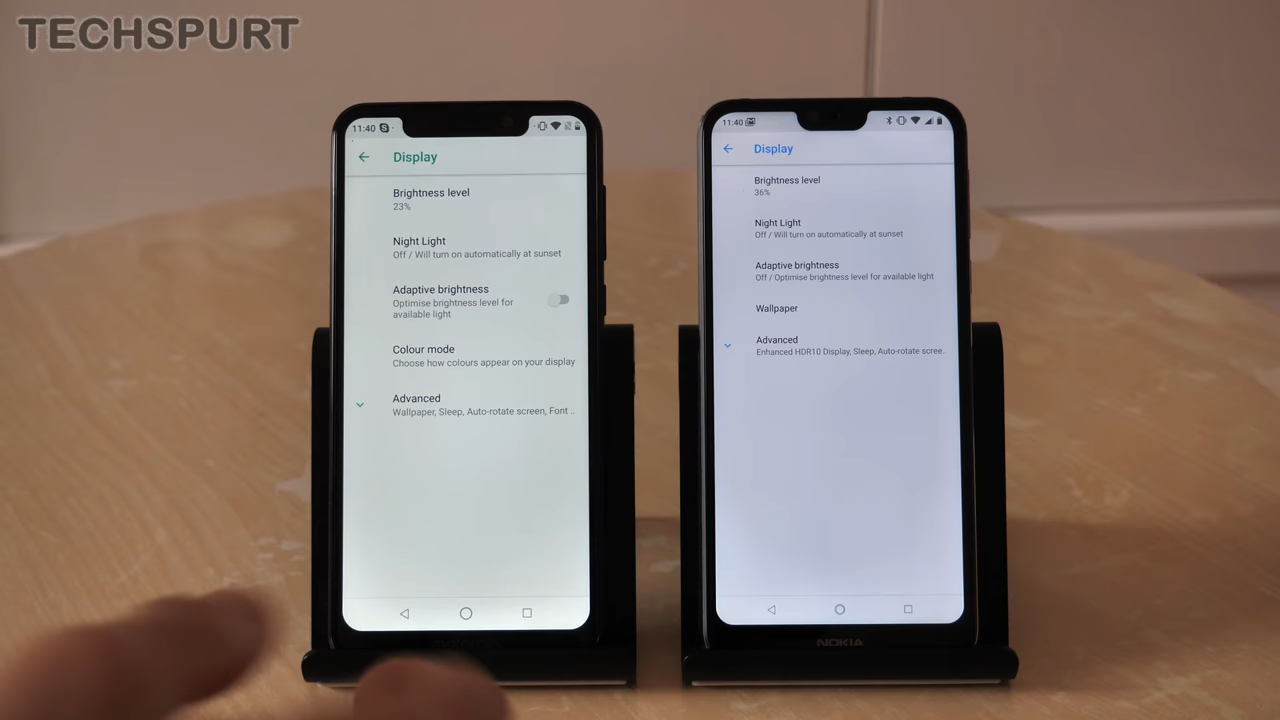 TECHSPURT
11:40
Display
Brightness level
23%
Night Light
Off / Will turn on automatically at sunset
Adaptive brightness
Optimise brightness level for
available light
Colour mode
Choose how colours appear on your display
Advanced
Wallpaper, Sleep, Auto-rotate screen, Font ..
11:40
Display
Brightness level
36%
Night Light
Off / Will turn on automatically at sunset
Adaptive brightness
Off / Optimise brightness level for available light
Wallpaper
Advanced
Enhanced HDR10 Display, Sleep, Auto-rotate scree..
NOKIA